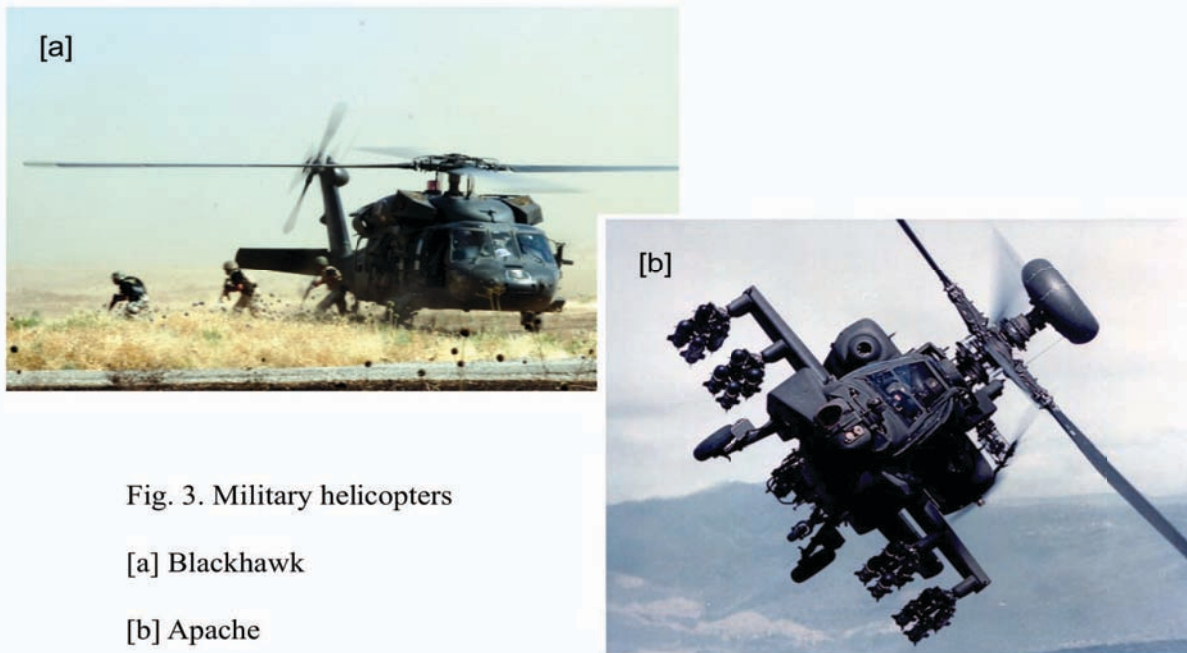 [a]
[b]
Fig. 3. Military helicopters
[a] Blackhawk
[b] Apache